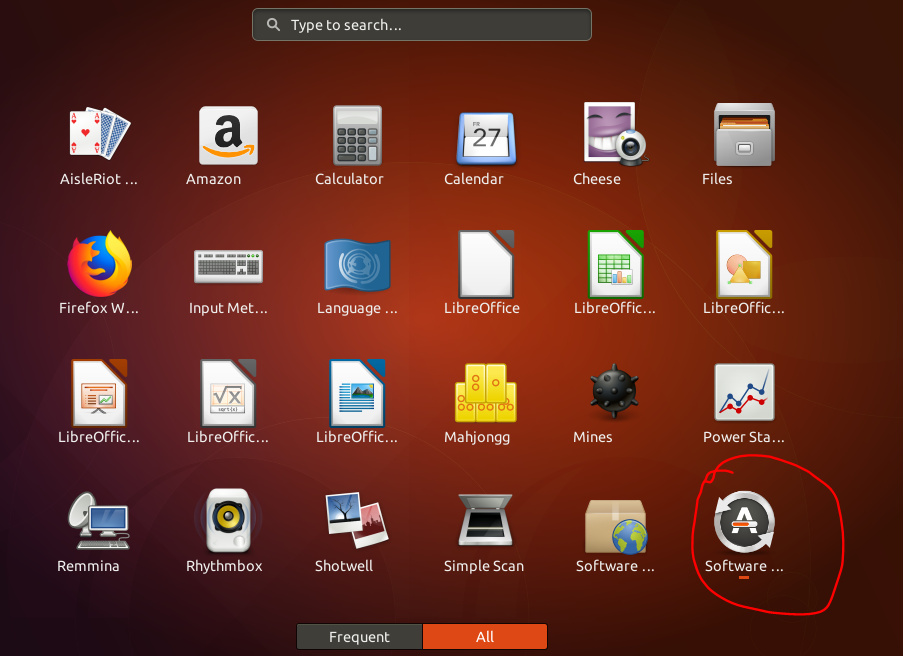 Type to search...
AisleRiot ...
Amazon
Calculator
FR
27
Calendar
Cheese
Files
Firefox W...
Input Met...
Language ...
LibreOffice
LibreOffic...
LibreOffic...
LibreOffic...
LibreOffic...
LibreOffic...
Mahjongg
Mines
Power Sta...
Remmina
Rhythmbox
Shotwell
Simple Scan
Software ...
Software ...
Frequent
All